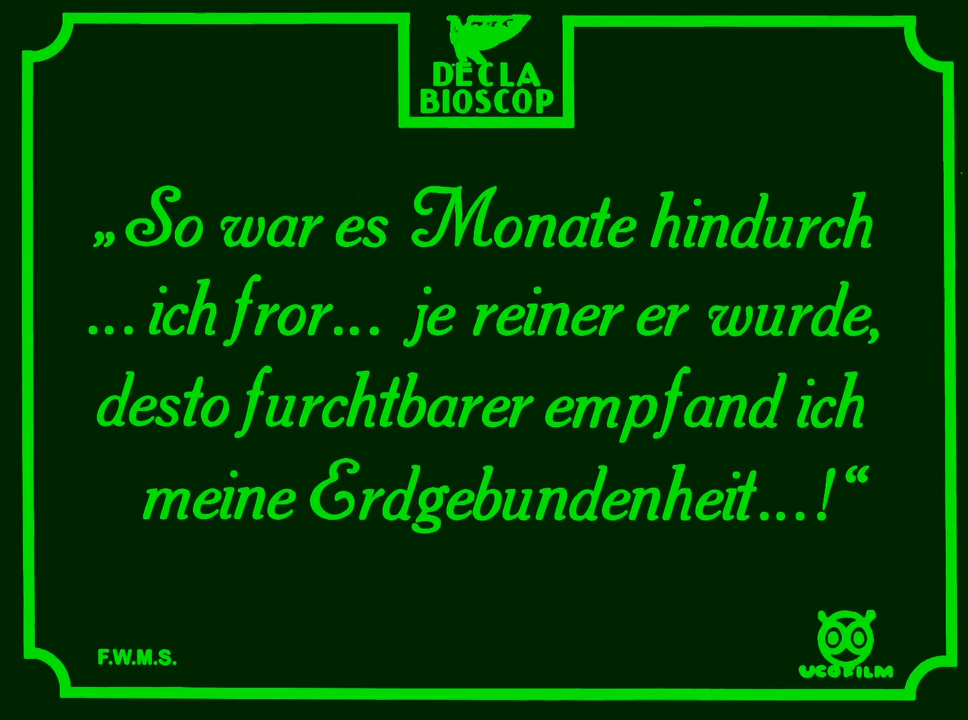 DECLA
BIOSCOP
„So war es Monate hindurch
... ich fror... je reiner er wurde,
desto furchtbarer empfand ich
meine Erdgebundenheit...!“
F.W.M.S.
UCOFILM